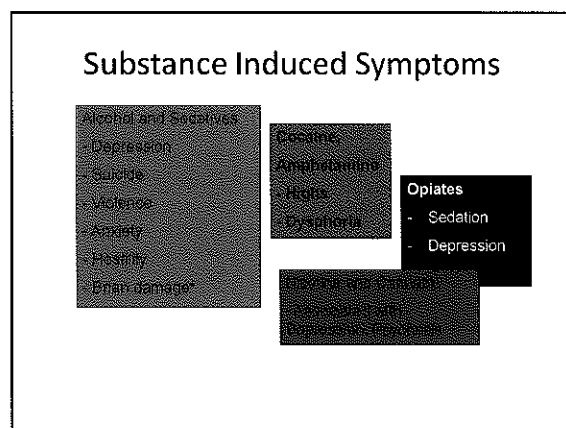 Substance Induced Symptoms
Alcohol and Sedatives
- Depression
- Suicide
- Violence
- Anxiety
- Hostility
- Brian damage*
Cocaine,
Amphetamine
- Highs
- Dysphoria
Opiates
- Sedation
- Depression